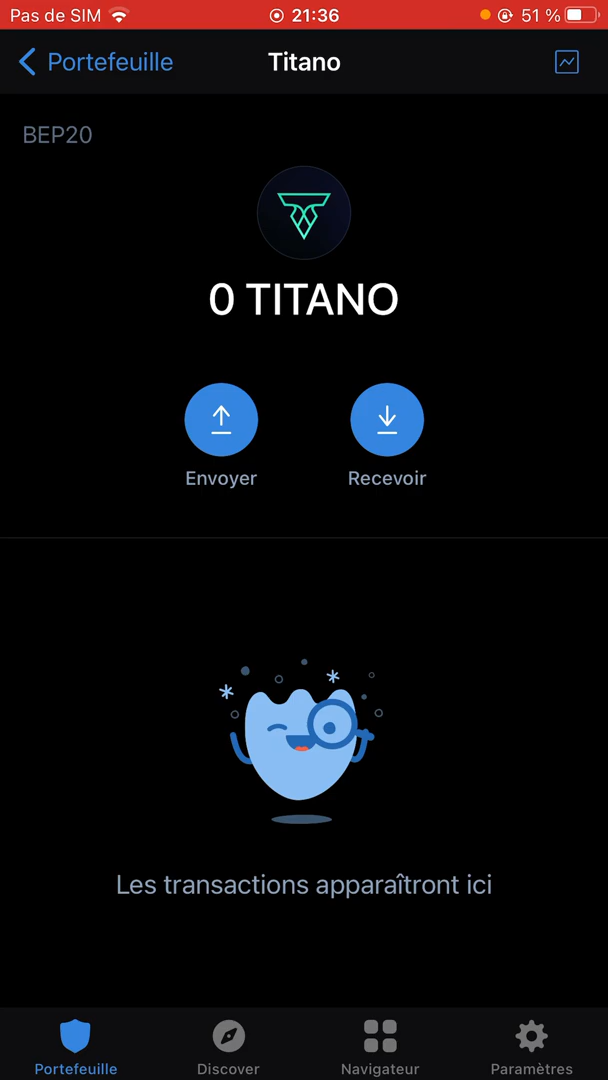 Pas de SIM 21:36 51 %
Portefeuille Titano
BEP20
0 TITANO
Envoyer Recevoir
Les transactions apparaîtront ici
Portefeuille Discover Navigateur Paramètres